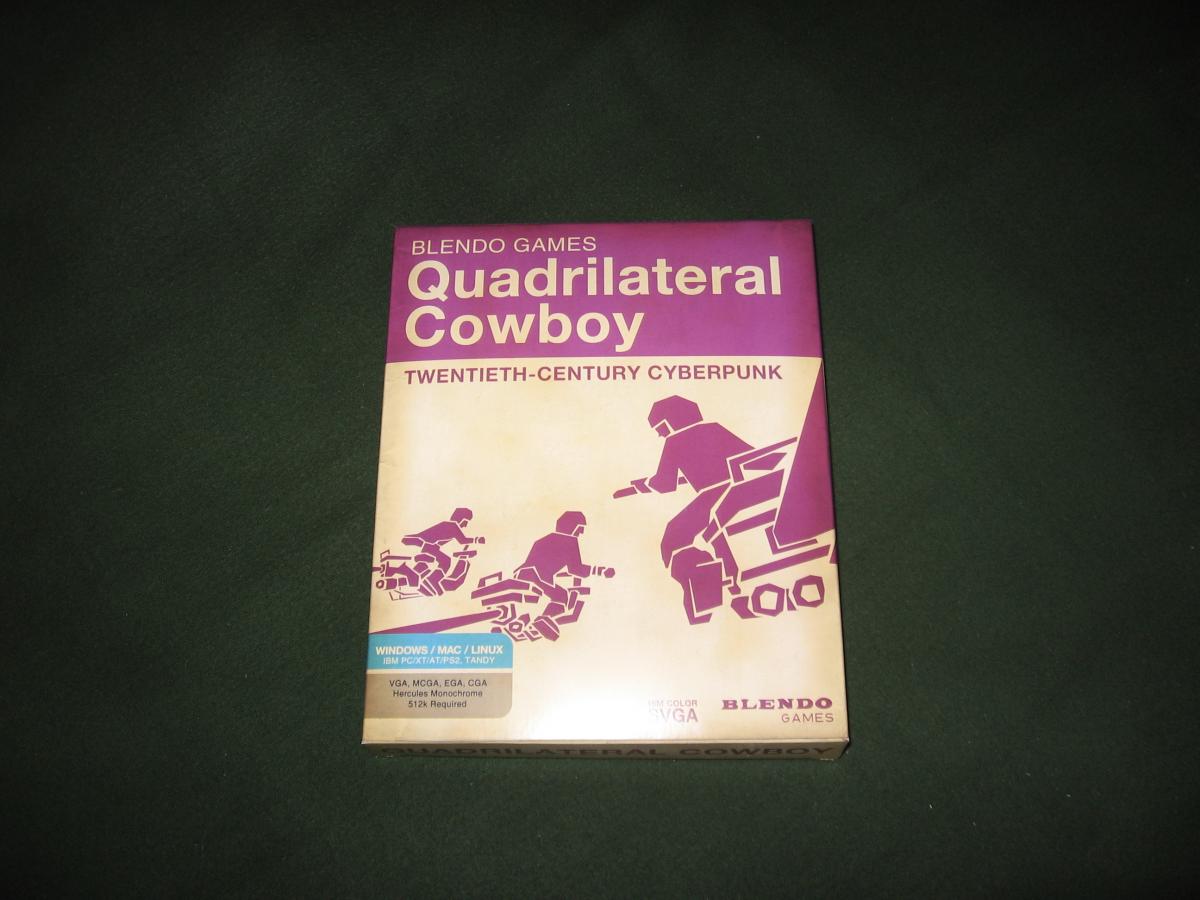 BLENDO GAMES
Quadrilateral
Cowboy
TWENTIETH-CENTURY CYBERPUNK
WINDOWS / MAC / LINUX
IBM PC/XT/AT/PS2, TANDY
VGA, MCGA, EGA, CGA
Hercules Monochrome
512k Required
COLOR
SVGA
BLENDO
GAMES
QUADRILATERAL COWBOY